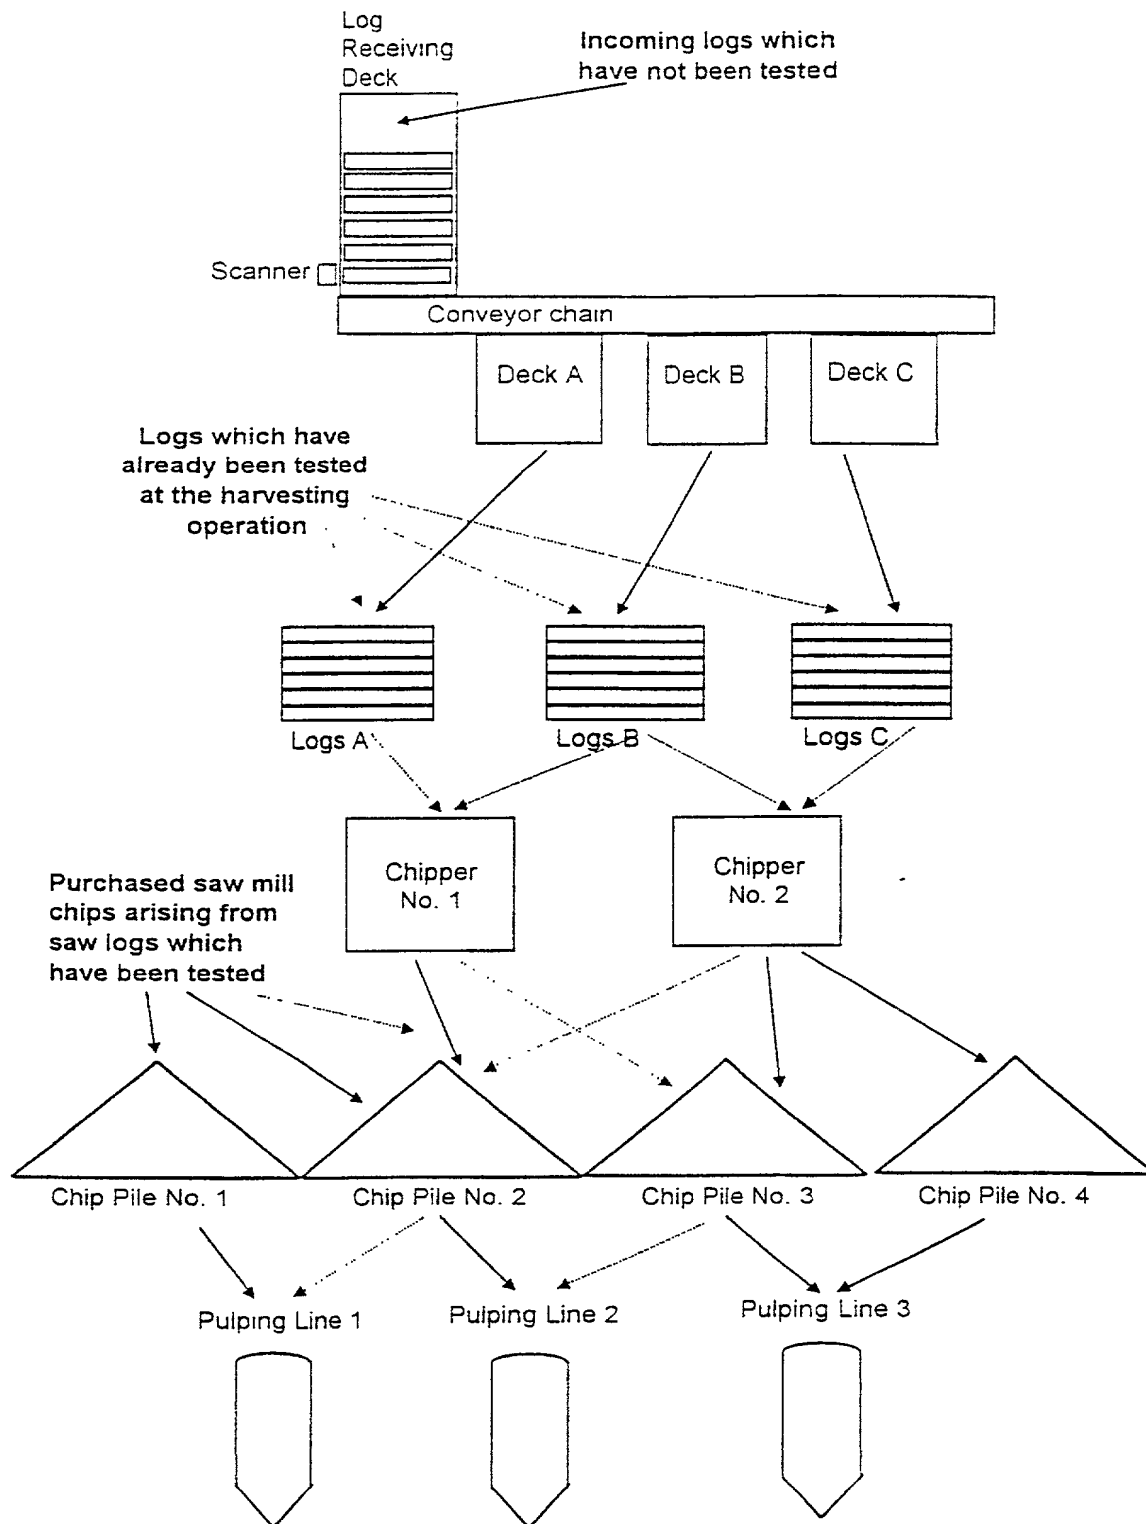 Log
Receiving
Deck
Incoming logs which
have not been tested
Scanner
Conveyor chain
Deck A
Deck B
Deck C
Logs which have
already been tested
at the harvesting
operation
Logs A
Logs B
Logs C
Chipper
No. 1
Chipper
No. 2
Purchased saw mill
chips arising from
saw logs which
have been tested
Chip Pile No. 1
Chip Pile No. 2
Chip Pile No. 3
Chip Pile No. 4
Pulping Line 1
Pulping Line 2
Pulping Line 3